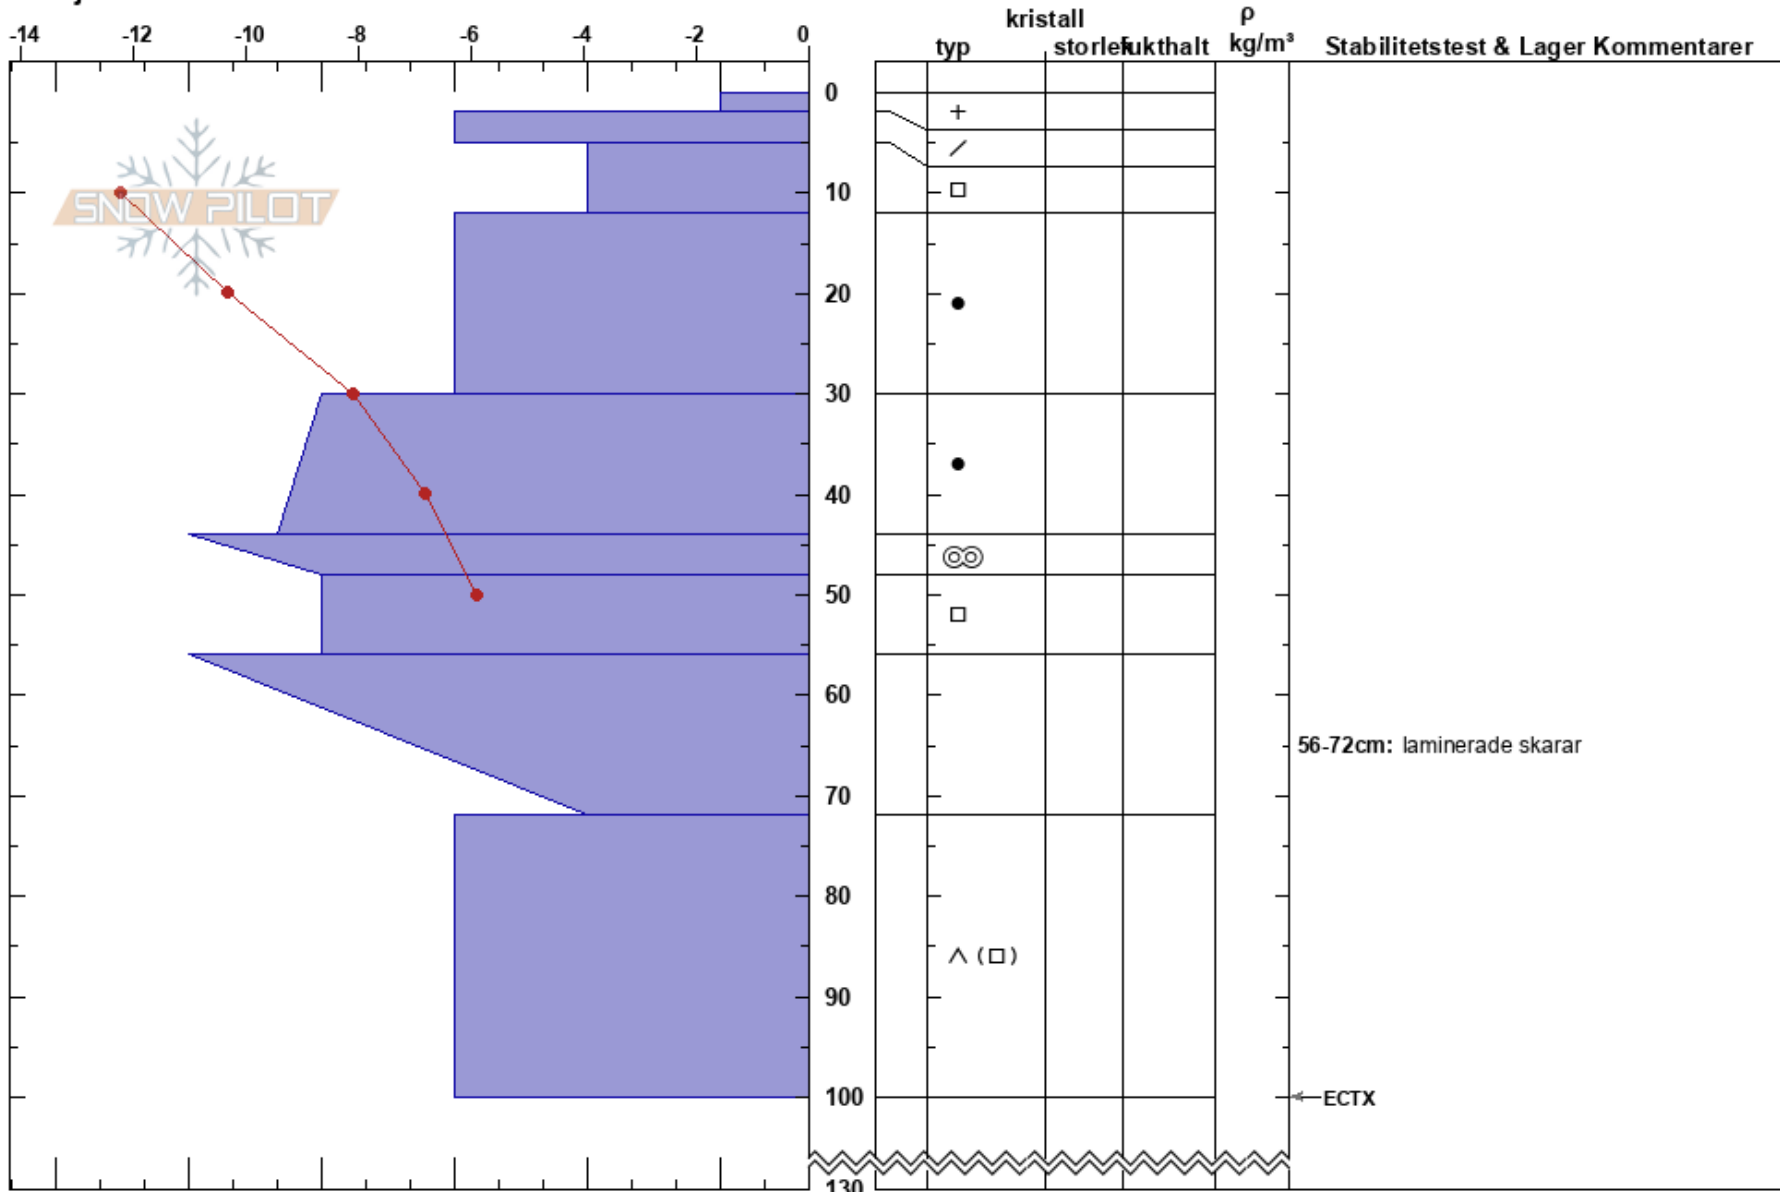 kristall
ρ
-14 -12 -10 -8 -6 -4 -2 0
typ storlek fukthalt kg/m³ Stabilitetstest & Lager Kommentarer
0
+
10
SNOW PILOT
20
30
40
50
60
56-72cm: laminerade skarar
70
80
( )
90
100
ECTX
130